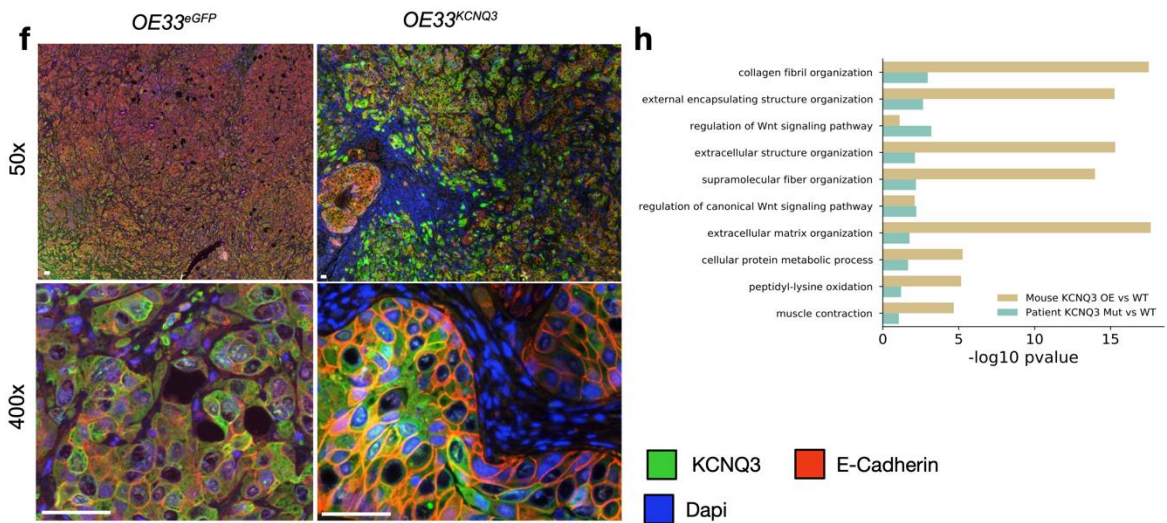 f
OE33eGFP
OE33KCNQ3
50x
400x
h
collagen fibril organization
external encapsulating structure organization
regulation of Wnt signaling pathway
extracellular structure organization
supramolecular fiber organization
regulation of canonical Wnt signaling pathway
extracellular matrix organization
cellular protein metabolic process
peptidyl-lysine oxidation
muscle contraction
Mouse KCNQ3 OE vs WT
Patient KCNQ3 Mut vs WT
0 5 10 15
-log10 pvalue
KCNQ3
E-Cadherin
Dapi